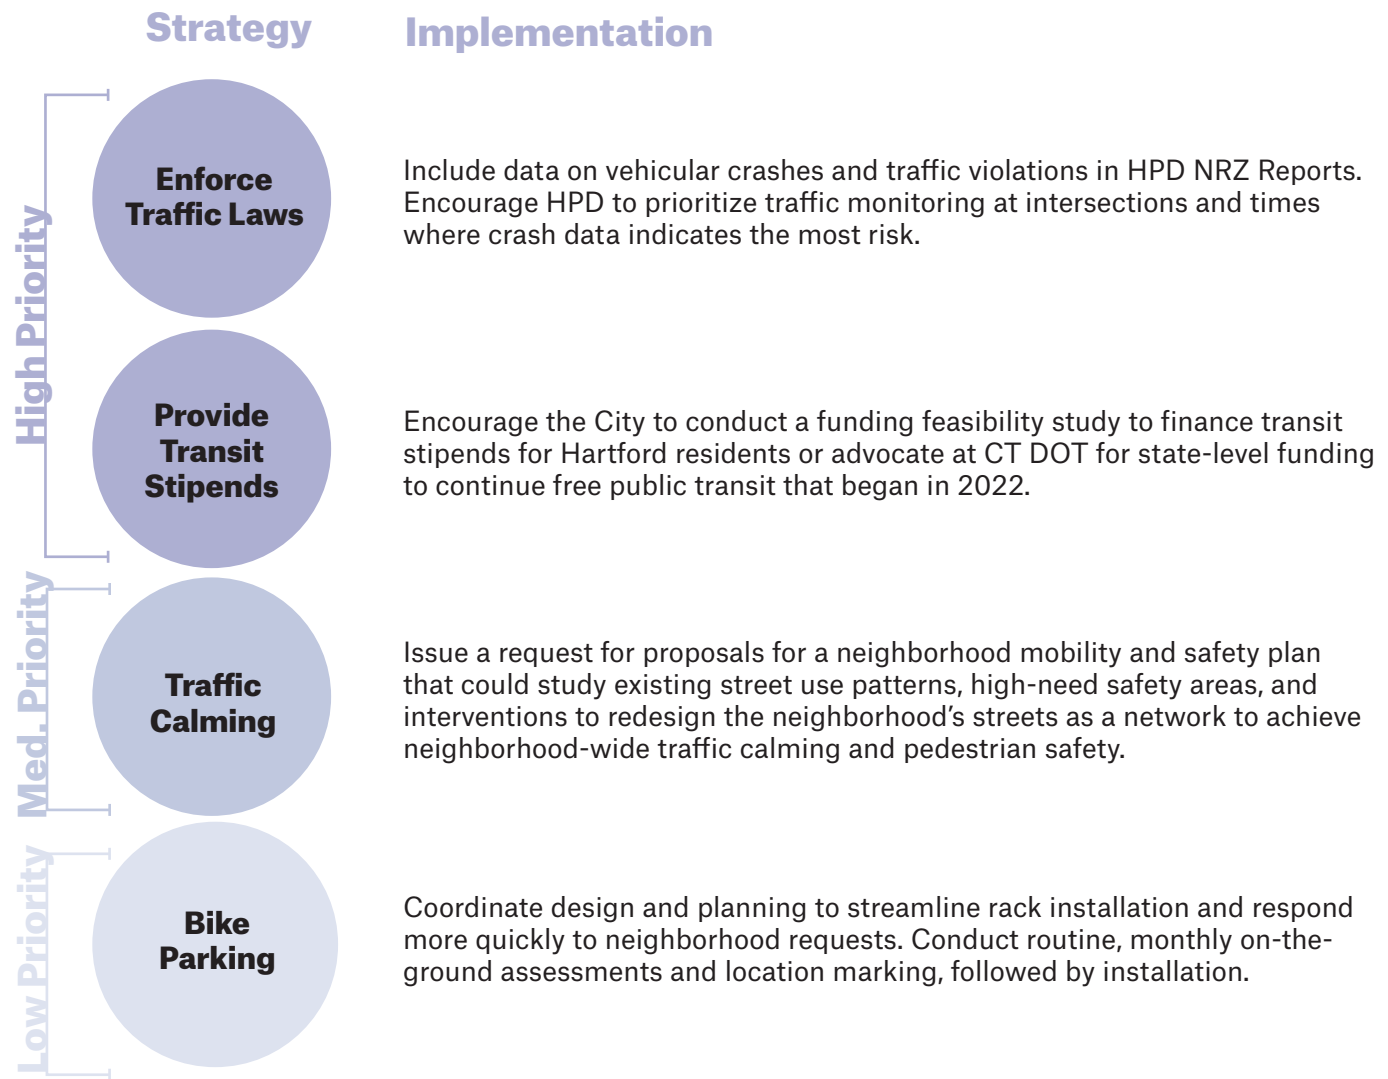 Strategy
Implementation
High Priority
Enforce
Traffic Laws
Include data on vehicular crashes and traffic violations in HPD NRZ Reports.
Encourage HPD to prioritize traffic monitoring at intersections and times
where crash data indicates the most risk.
Provide
Transit
Stipends
Encourage the City to conduct a funding feasibility study to finance transit
stipends for Hartford residents or advocate at CT DOT for state-level funding
to continue free public transit that began in 2022.
Med. Priority
Traffic
Calming
Issue a request for proposals for a neighborhood mobility and safety plan
that could study existing street use patterns, high-need safety areas, and
interventions to redesign the neighborhood's streets as a network to achieve
neighborhood-wide traffic calming and pedestrian safety.
Low Priority
Bike
Parking
Coordinate design and planning to streamline rack installation and respond
more quickly to neighborhood requests. Conduct routine, monthly on-the-
ground assessments and location marking, followed by installation.